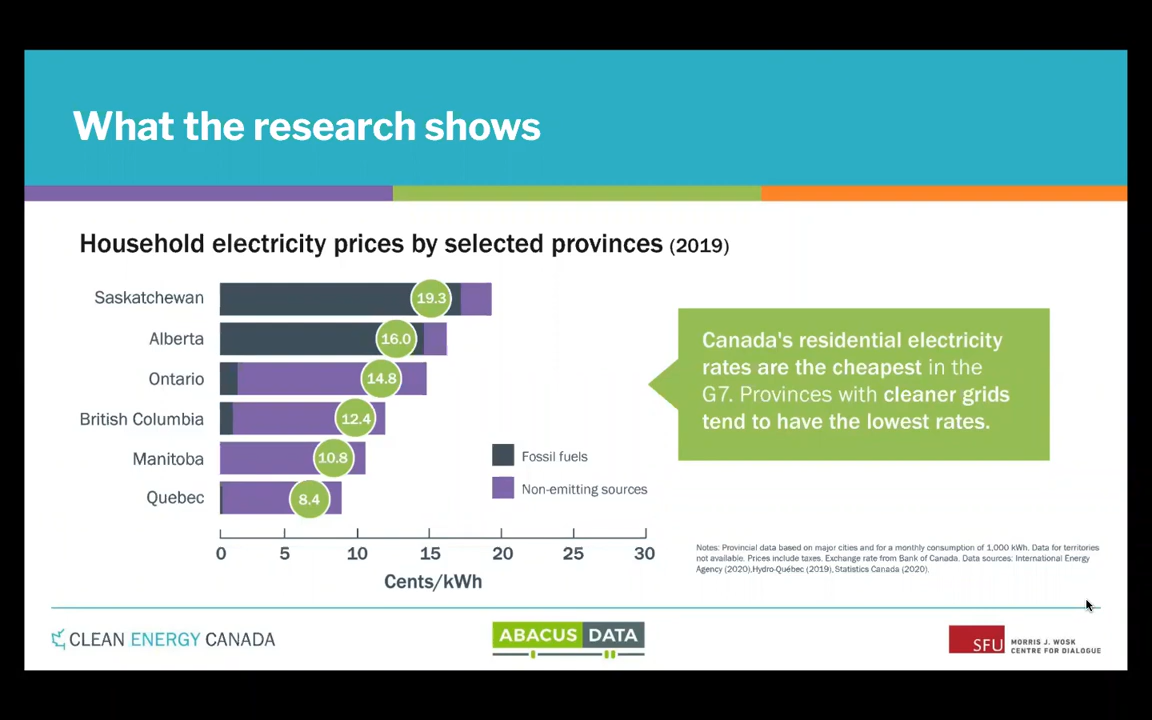 What the research shows
Household electricity prices by selected provinces (2019)
Saskatchewan 19.3
Alberta 16.0
Ontario 14.8
British Columbia 12.4
Manitoba 10.8
Quebec 8.4
Fossil fuels
Non-emitting sources
0 5 10 15 20 25 30
Cents/kWh
Canada's residential electricity
rates are the cheapest in the
G7. Provinces with cleaner grids
tend to have the lowest rates.
Notes: Provincial data based on major cities and for a monthly consumption of 1,000 kWh. Data for territories
not available. Prices include taxes. Exchange rate from Bank of Canada. Data sources: International Energy
Agency (2020),Hydro-Québec (2019), Statistics Canada (2020).
CLEAN ENERGY CANADA
ABACUS DATA
SFU
MORRIS J. WOSK
CENTRE FOR DIALOGUE